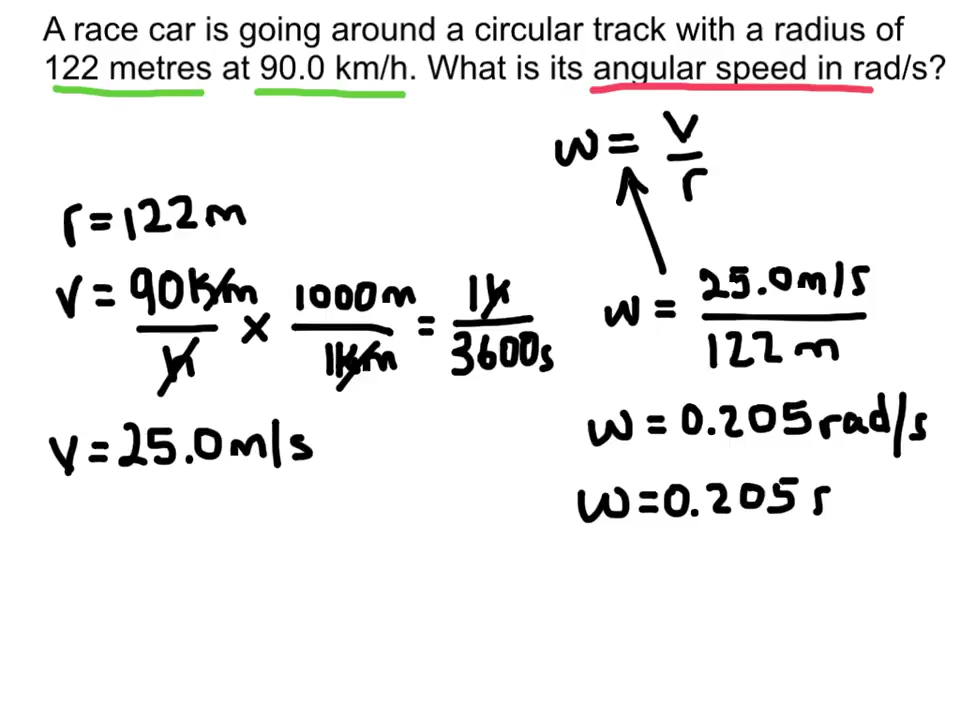 A race car is going around a circular track with a radius of
122 metres at 90.0 km/h. What is its angular speed in rad/s?
w = v/r
r = 122 m
v = 90 km/h × 1000 m/1 km = 1 h/3600 s
v = 25.0 m/s
w = 25.0 m/s / 122 m
w = 0.205 rad/s
w = 0.205 r